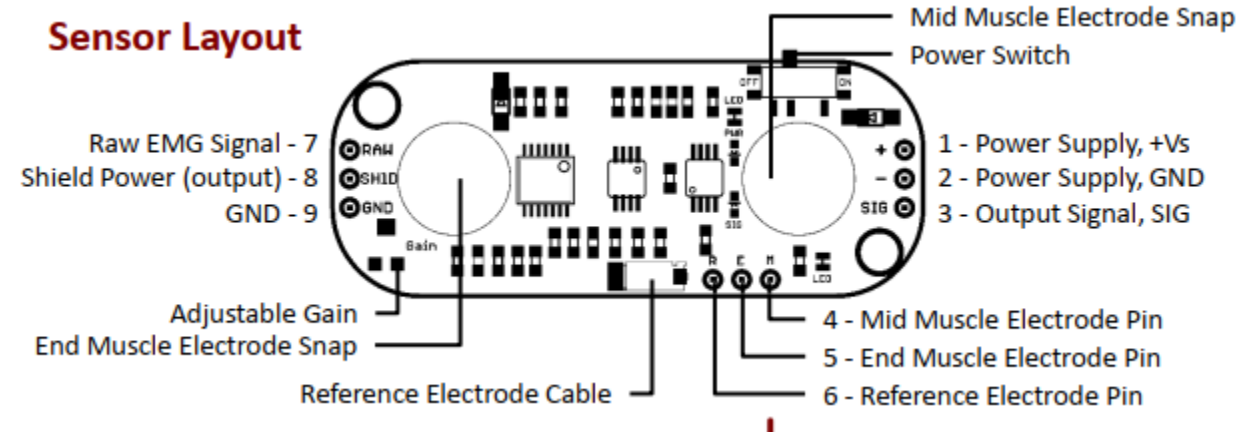 Sensor Layout
Mid Muscle Electrode Snap
Power Switch
OFF
ON
LED
PWR
Raw EMG Signal - 7
Shield Power (output) - 8
GND - 9
RAW
SHID
GND
+
-
SIG
1 - Power Supply, +Vs
2 - Power Supply, GND
3 - Output Signal, SIG
SIG
Gain
R E M
LED
Adjustable Gain
End Muscle Electrode Snap
Reference Electrode Cable
4 - Mid Muscle Electrode Pin
5 - End Muscle Electrode Pin
6 - Reference Electrode Pin